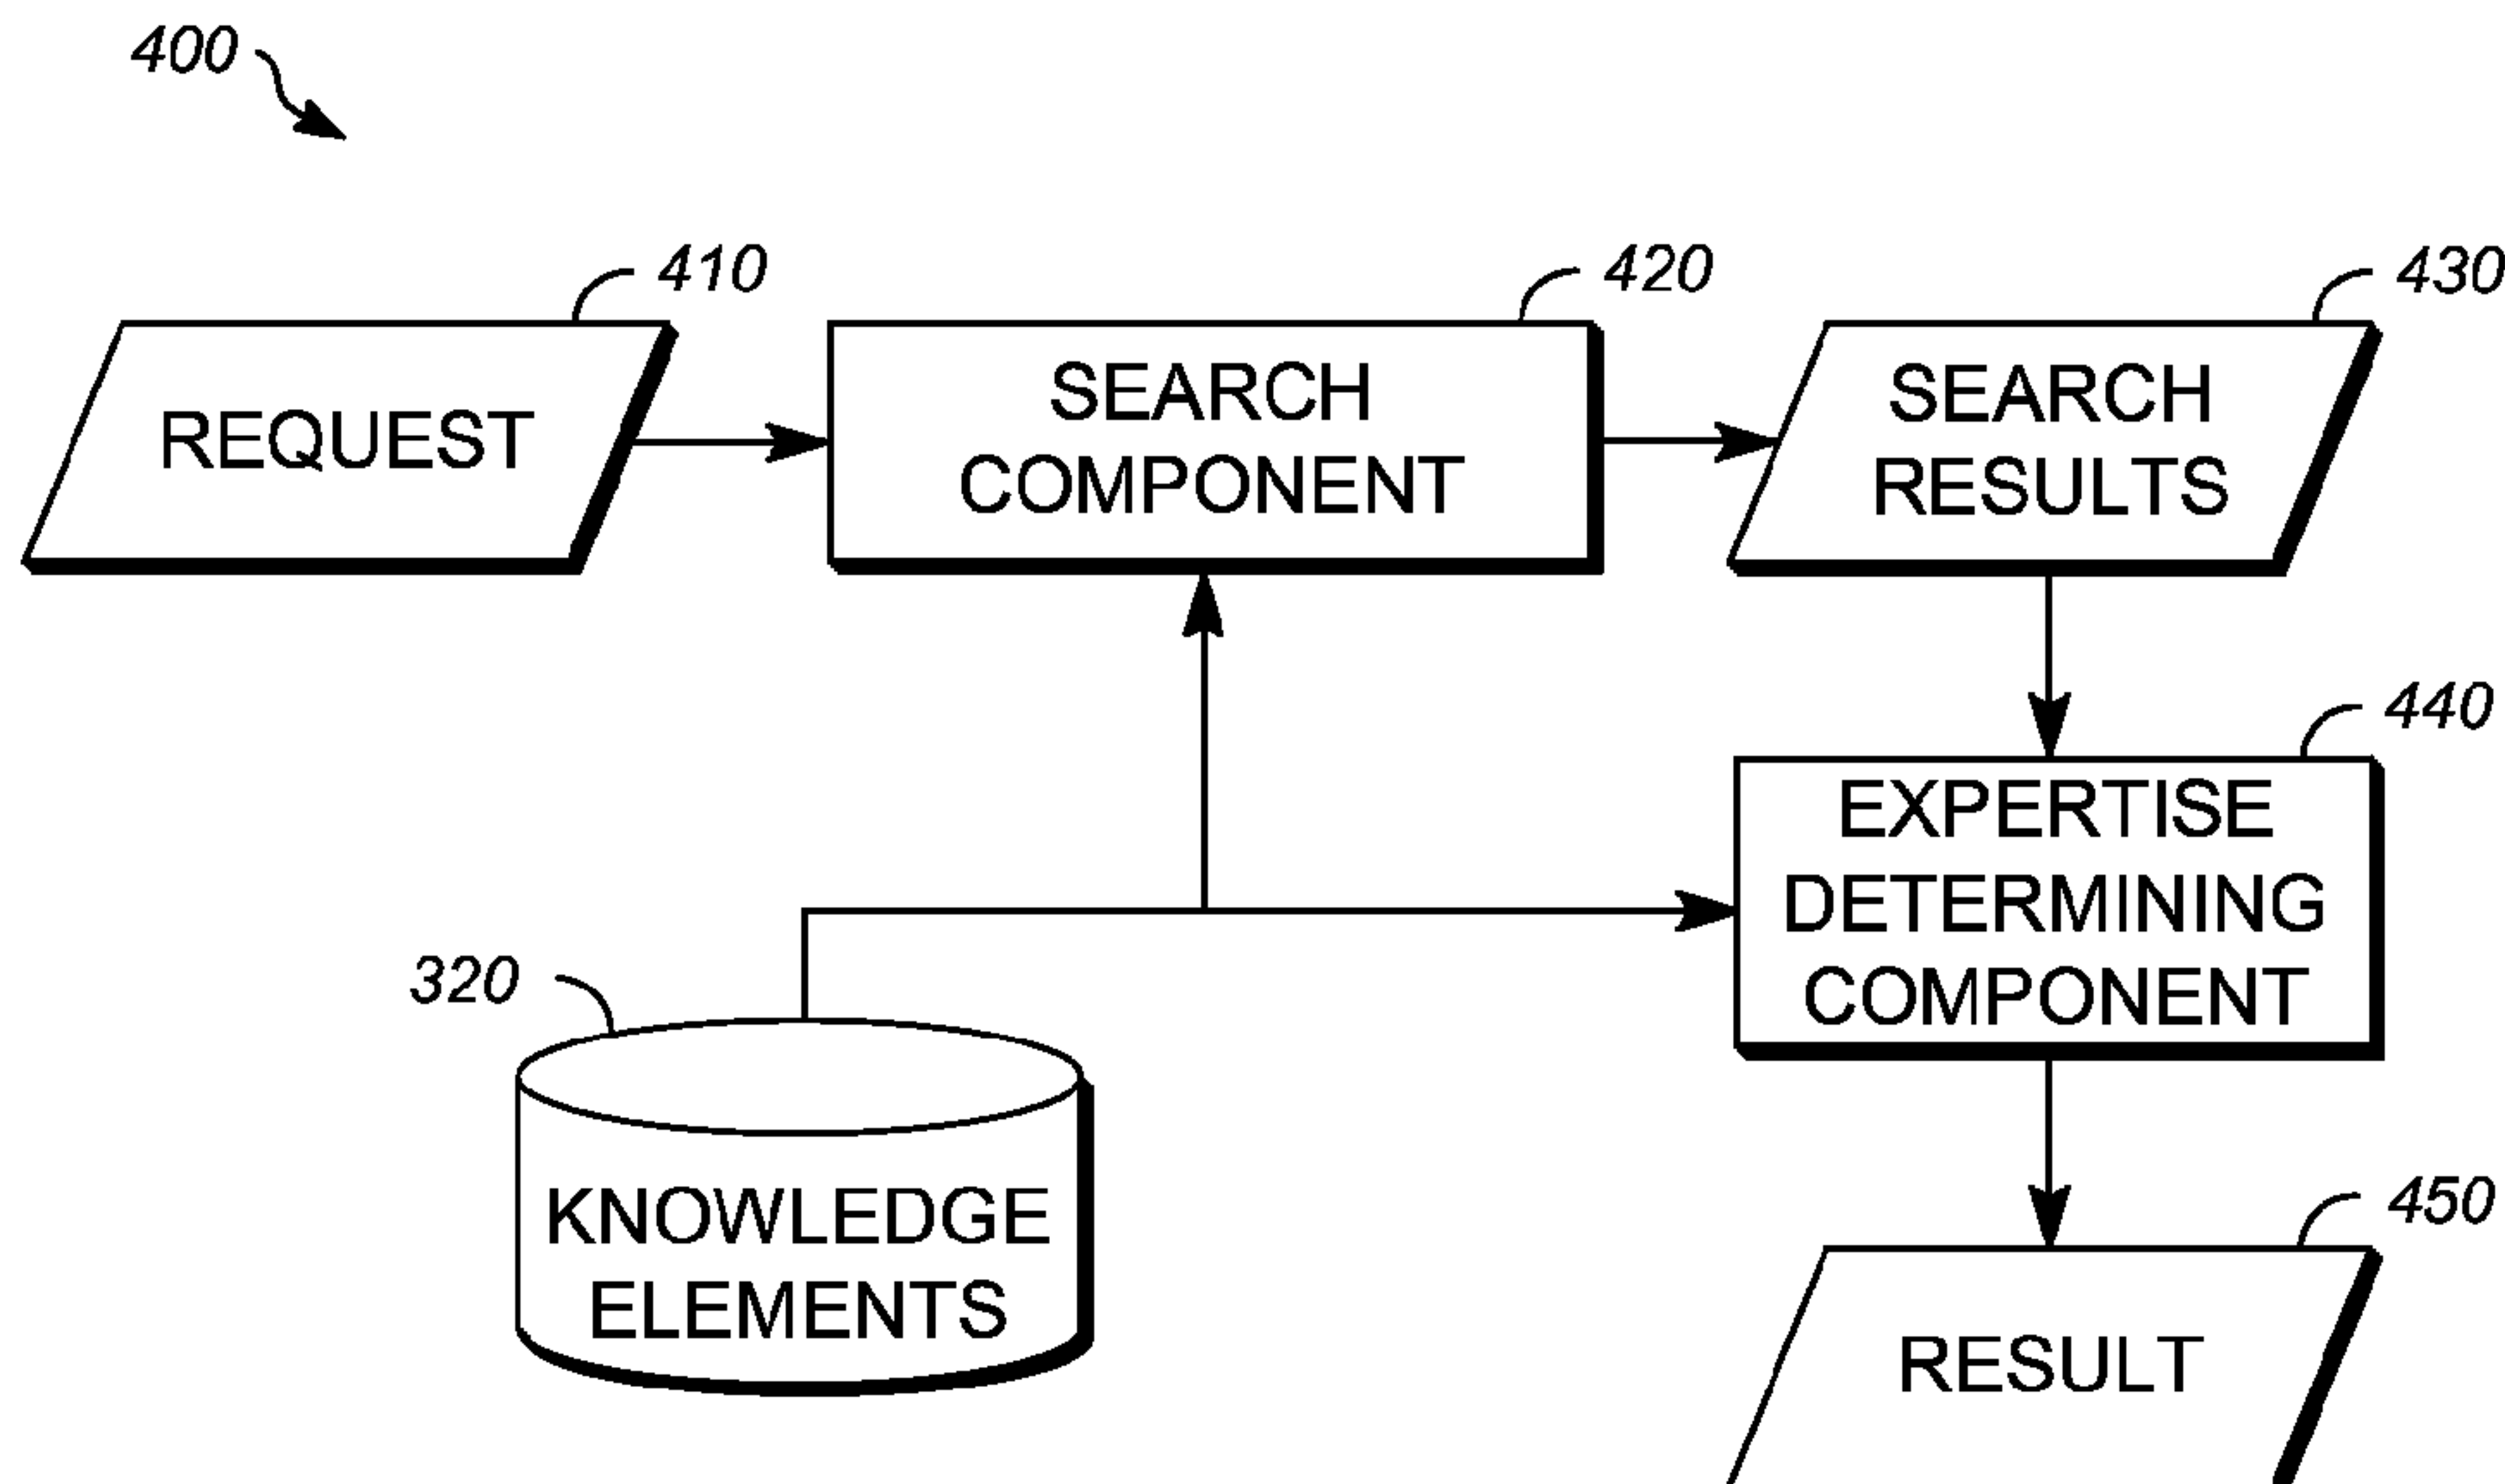 400
410
420
430
REQUEST
SEARCH
COMPONENT
SEARCH
RESULTS
440
EXPERTISE
DETERMINING
COMPONENT
320
KNOWLEDGE
ELEMENTS
450
RESULT